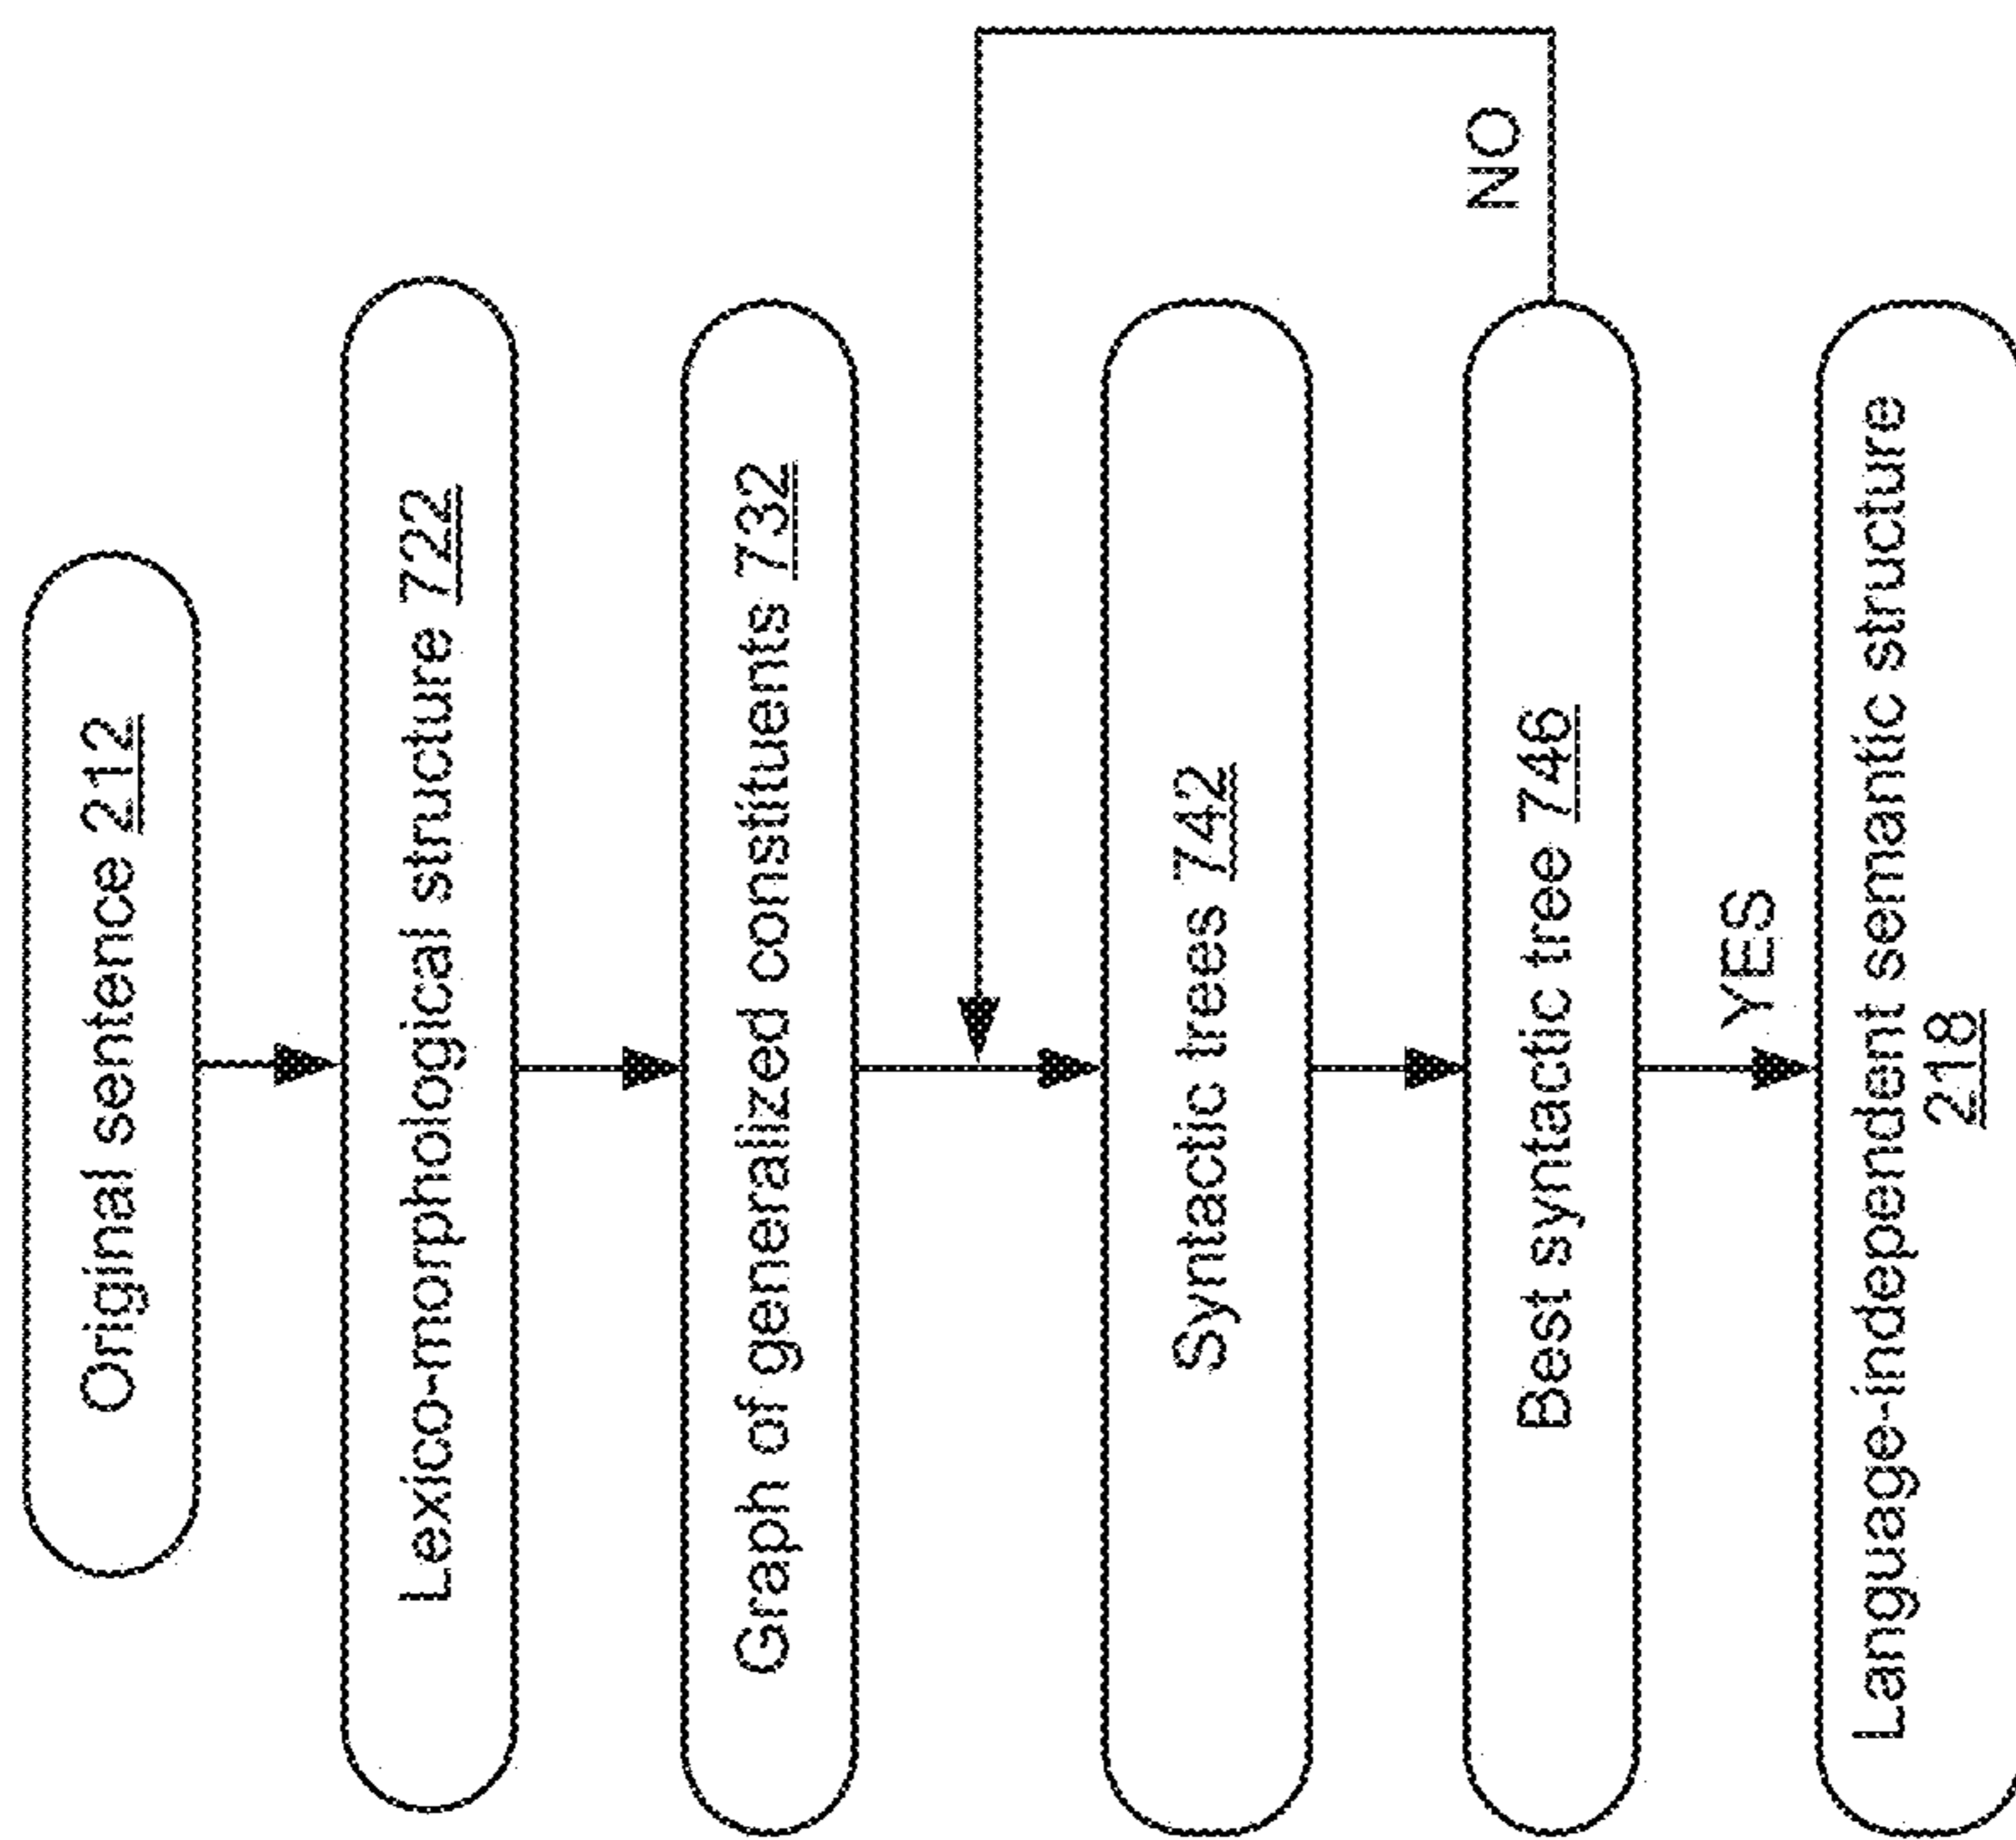 Original sentence 212
Lexico-morphological structure 722
Graph of generalized constituents 732
Syntactic trees 742
Best syntactic tree 746
NO
YES
Language-independent semantic structure
218